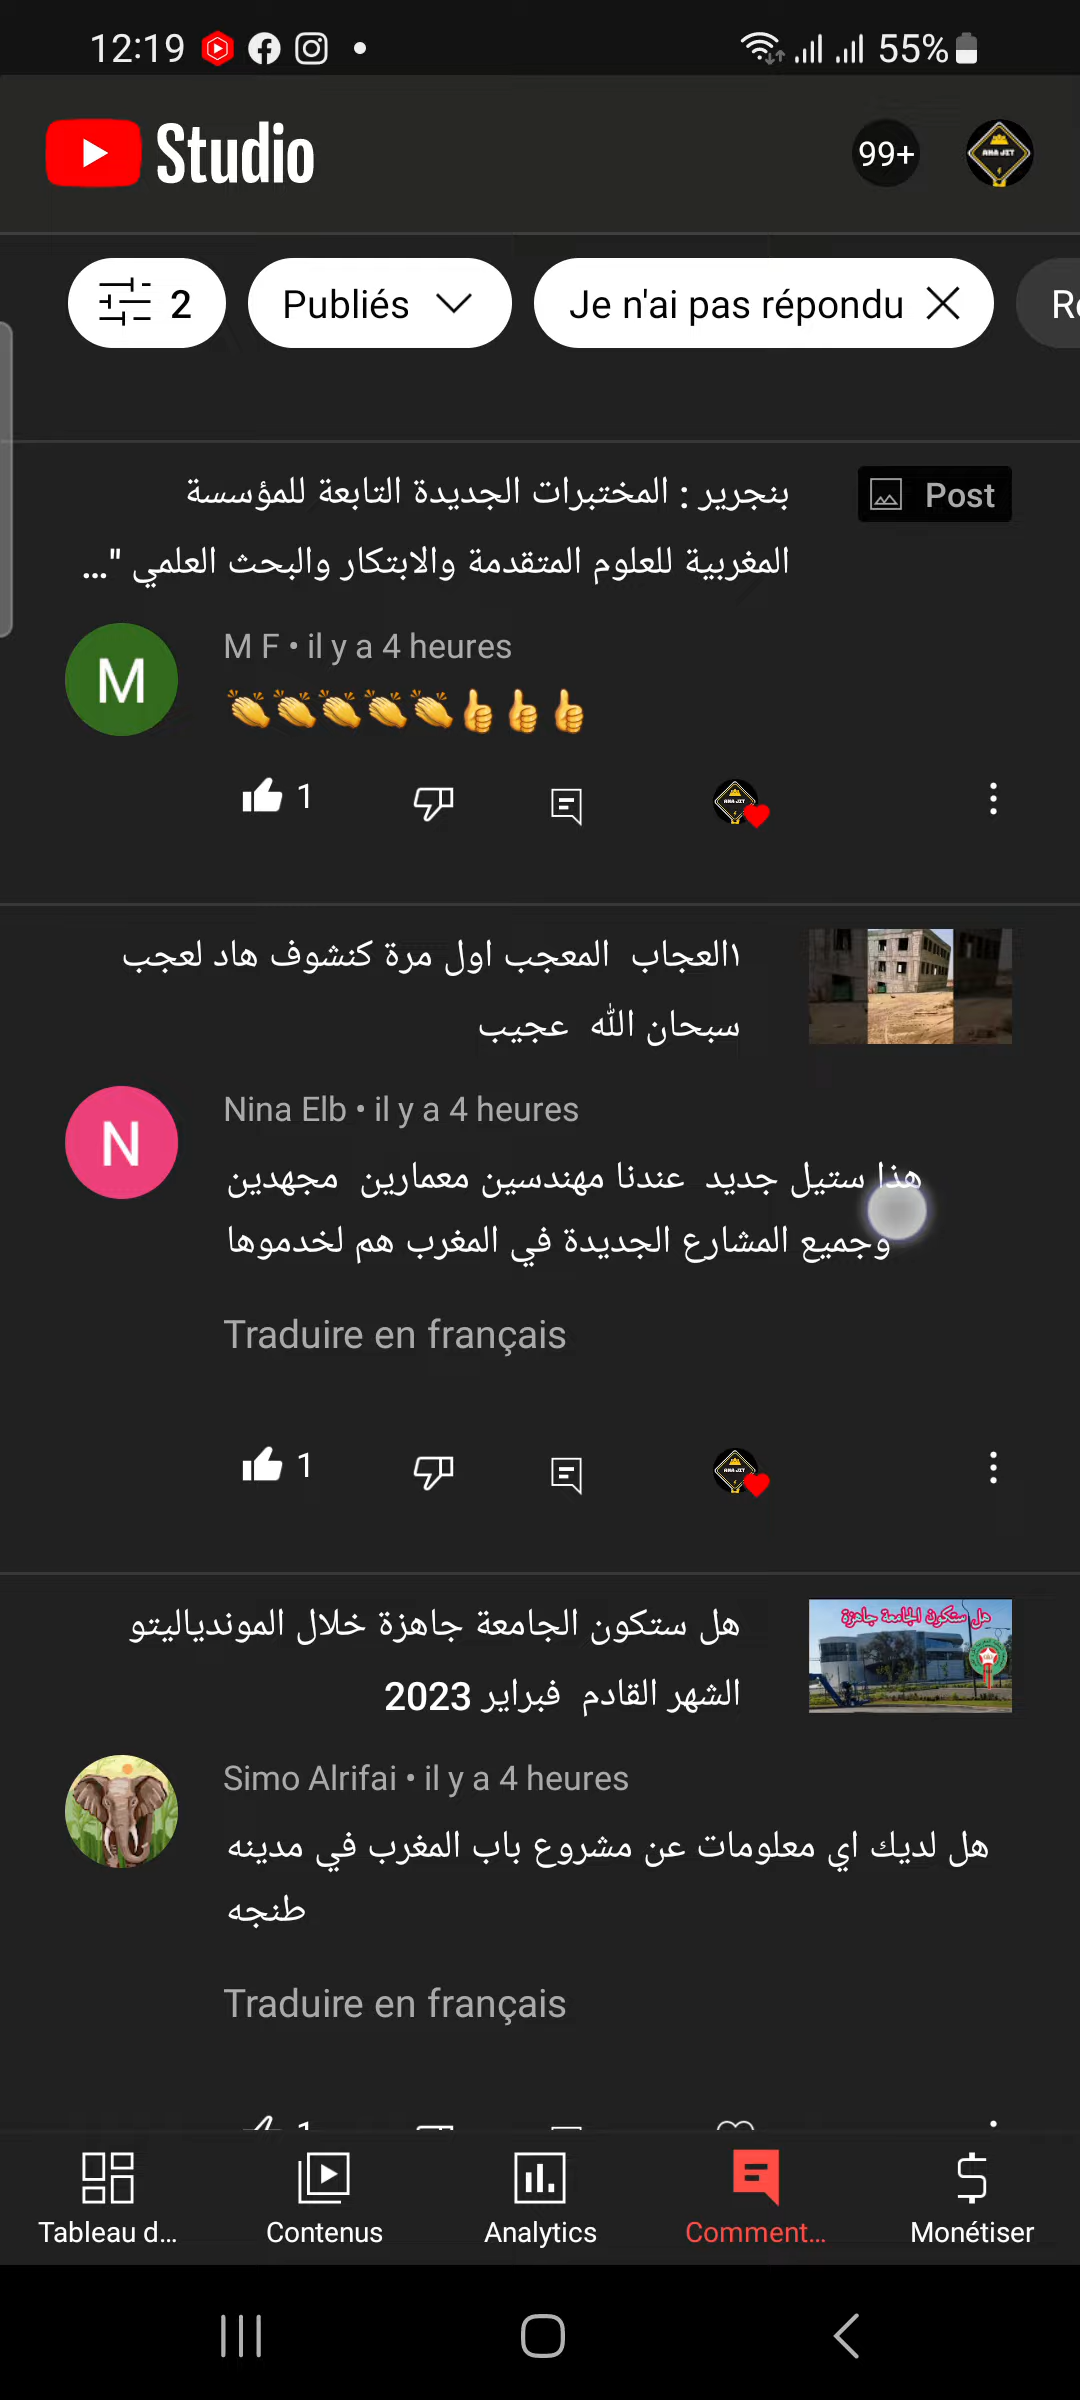 12:19
55%
Studio
99+
2
Publiés
Je n'ai pas répondu
بنجرير : المختبرات الجديدة التابعة للمؤسسة
المغربية للعلوم المتقدمة والابتكار والبحث العلمي "...
Post
M
M F • il y a 4 heures
👏👏👏👏👏👍👍👍
1
١العجاب المعجب اول مرة كنشوف هاد لعجب
سبحان الله عجيب
N
Nina Elb • il y a 4 heures
هذا ستيل جديد عندنا مهندسين معمارين مجهدين
وجميع المشارع الجديدة في المغرب هم لخدموها
Traduire en français
1
هل ستكون الجامعة جاهزة خلال الموندياليتو
الشهر القادم فبراير 2023
هل ستكون الجامعة جاهزة
Simo Alrifai • il y a 4 heures
هل لديك اي معلومات عن مشروع باب المغرب في مدينه
طنجه
Traduire en français
1
Tableau d...
Contenus
Analytics
Comment...
Monétiser